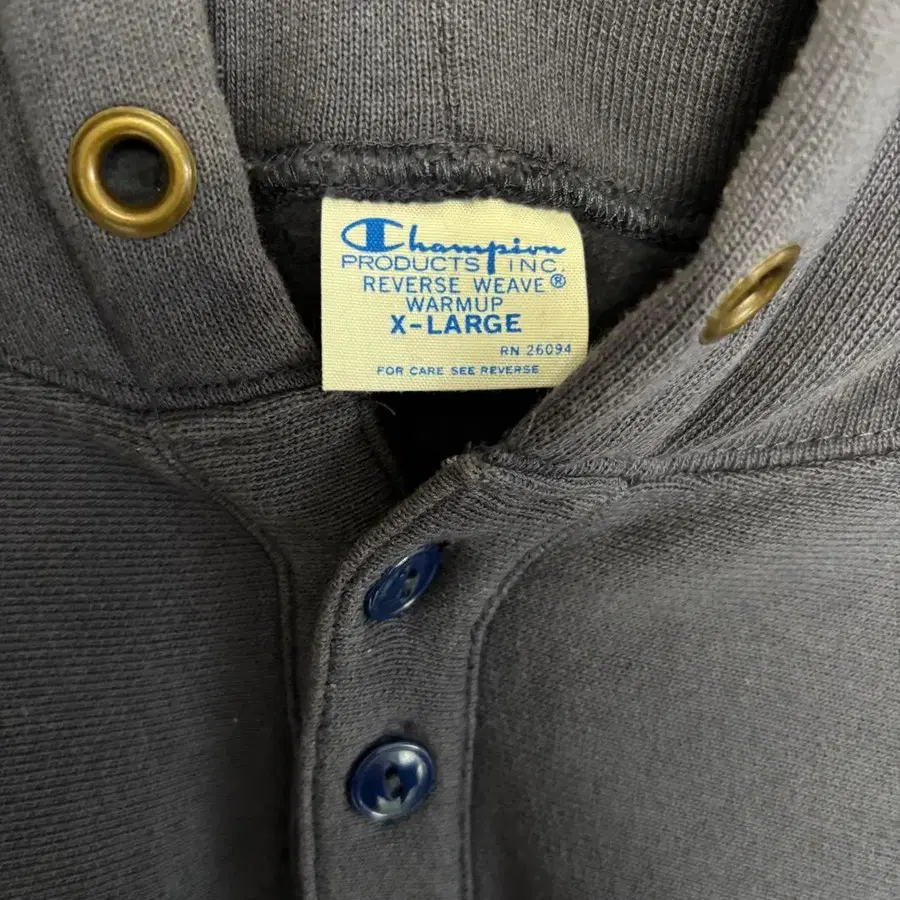 Champion
PRODUCTS INC.
REVERSE WEAVE®
WARMUP
X-LARGE
RN 26094
FOR CARE SEE REVERSE